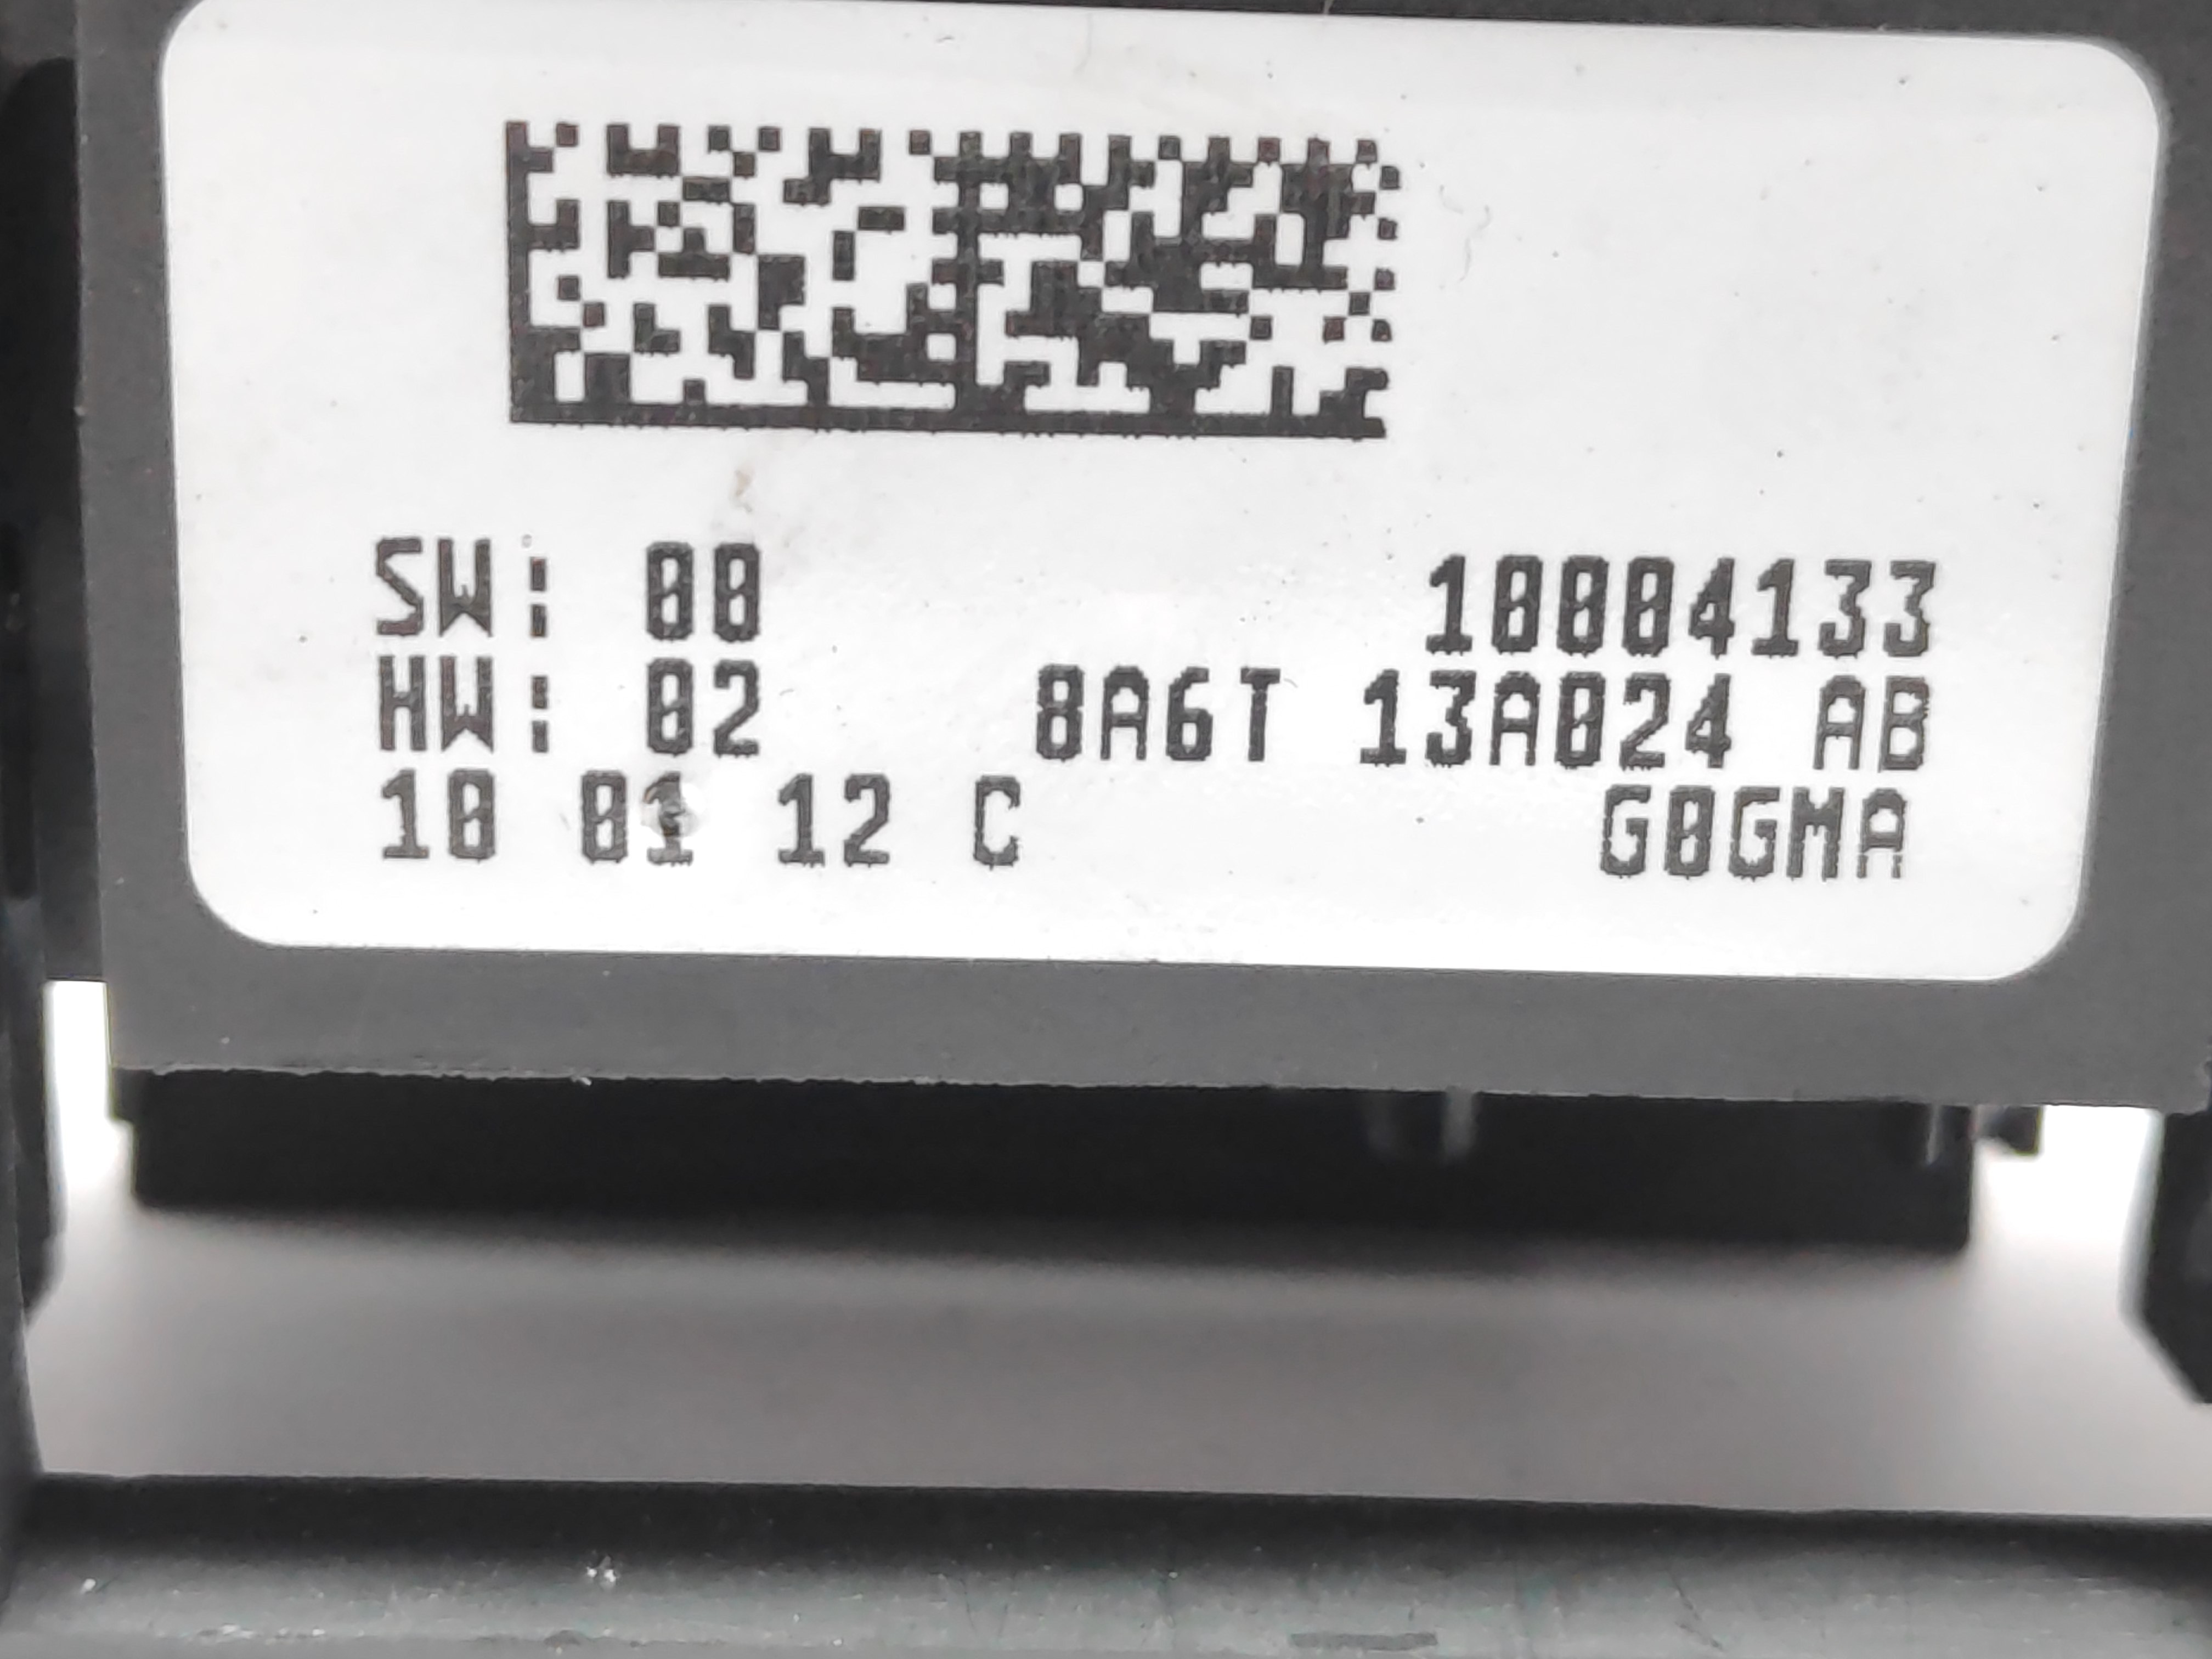 SW: 00 10004133
HW: 02 8A6T 13A024 AB
10 01 12 C G0GMA